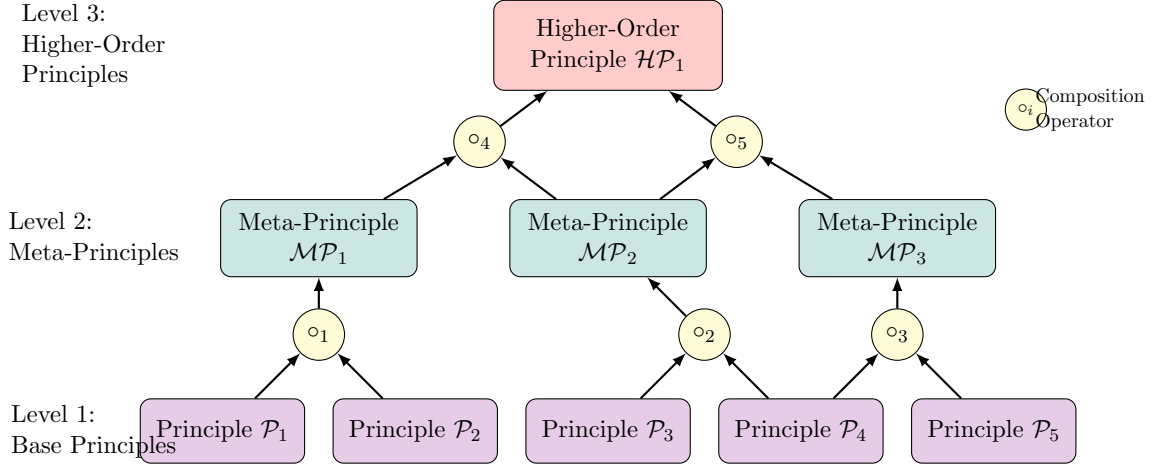 Level 3:
Higher-Order
Principles
Higher-Order
Principle 𝓗𝓟₁
∘ᵢ Composition
Operator
∘₄
∘₅
Level 2:
Meta-Principles
Meta-Principle
𝓜𝓟₁
Meta-Principle
𝓜𝓟₂
Meta-Principle
𝓜𝓟₃
∘₁
∘₂
∘₃
Level 1:
Base Principles
Principle 𝓟₁
Principle 𝓟₂
Principle 𝓟₃
Principle 𝓟₄
Principle 𝓟₅